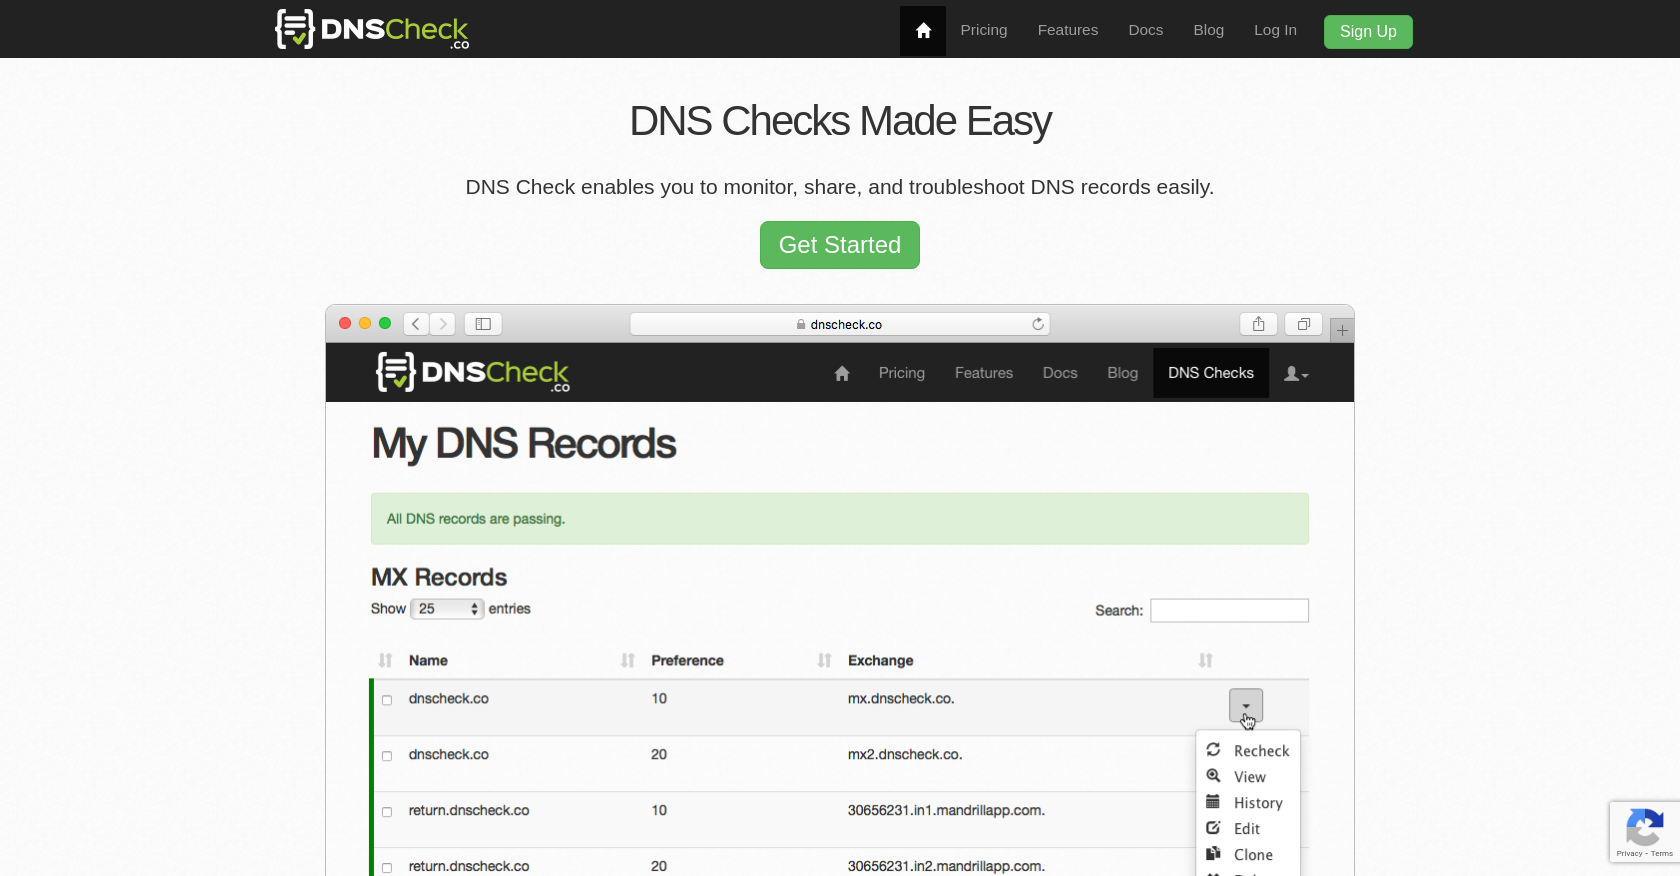 DNSCheck.co
Pricing
Features
Docs
Blog
Log In
Sign Up
DNS Checks Made Easy
DNS Check enables you to monitor, share, and troubleshoot DNS records easily.
Get Started
dnscheck.co
DNSCheck.co
Pricing
Features
Docs
Blog
DNS Checks
My DNS Records
All DNS records are passing.
MX Records
Show 25 entries
Search:
Name Preference Exchange
dnscheck.co 10 mx.dnscheck.co.
dnscheck.co 20 mx2.dnscheck.co.
return.dnscheck.co 10 30656231.in1.mandrillapp.com.
return.dnscheck.co 20 30656231.in2.mandrillapp.com.
Recheck
View
History
Edit
Clone
Privacy - Terms